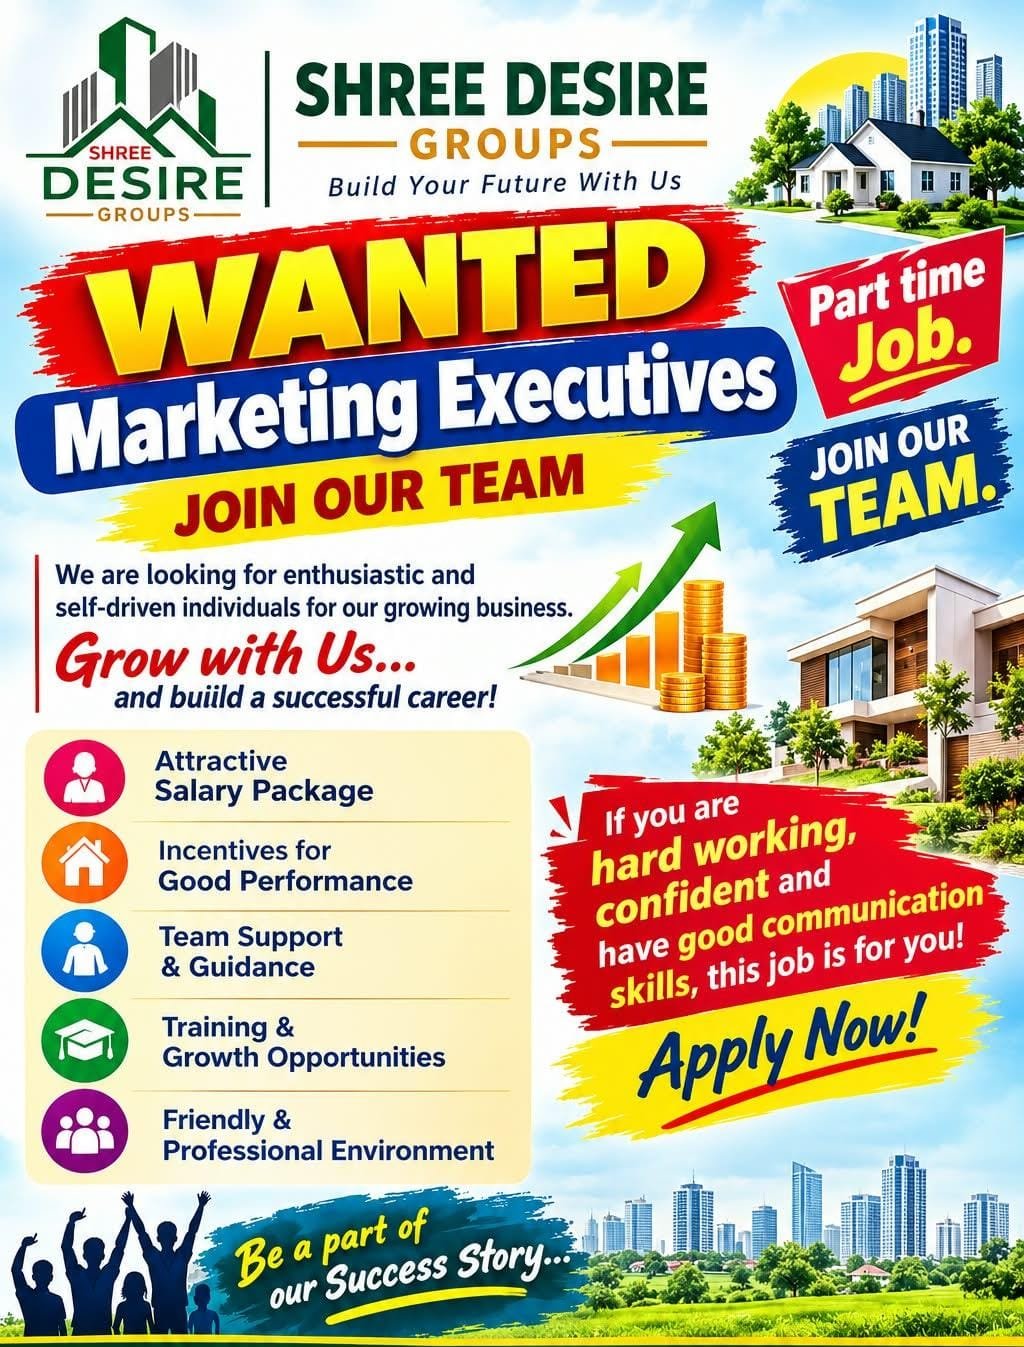 SHREE
DESIRE
GROUPS
SHREE DESIRE
GROUPS
Build Your Future With Us
WANTED
Marketing Executives
JOIN OUR TEAM
Part time
Job.
JOIN OUR
TEAM.
We are looking for enthusiastic and
self-driven individuals for our growing business.
Grow with Us...
and buiild a successful career!
Attractive
Salary Package
Incentives for
Good Performance
Team Support
& Guidance
Training &
Growth Opportunities
Friendly &
Professional Environment
If you are
hard working,
confident and
have good communication
skills, this job is for you!
Apply Now!
Be a part of
our Success Story...